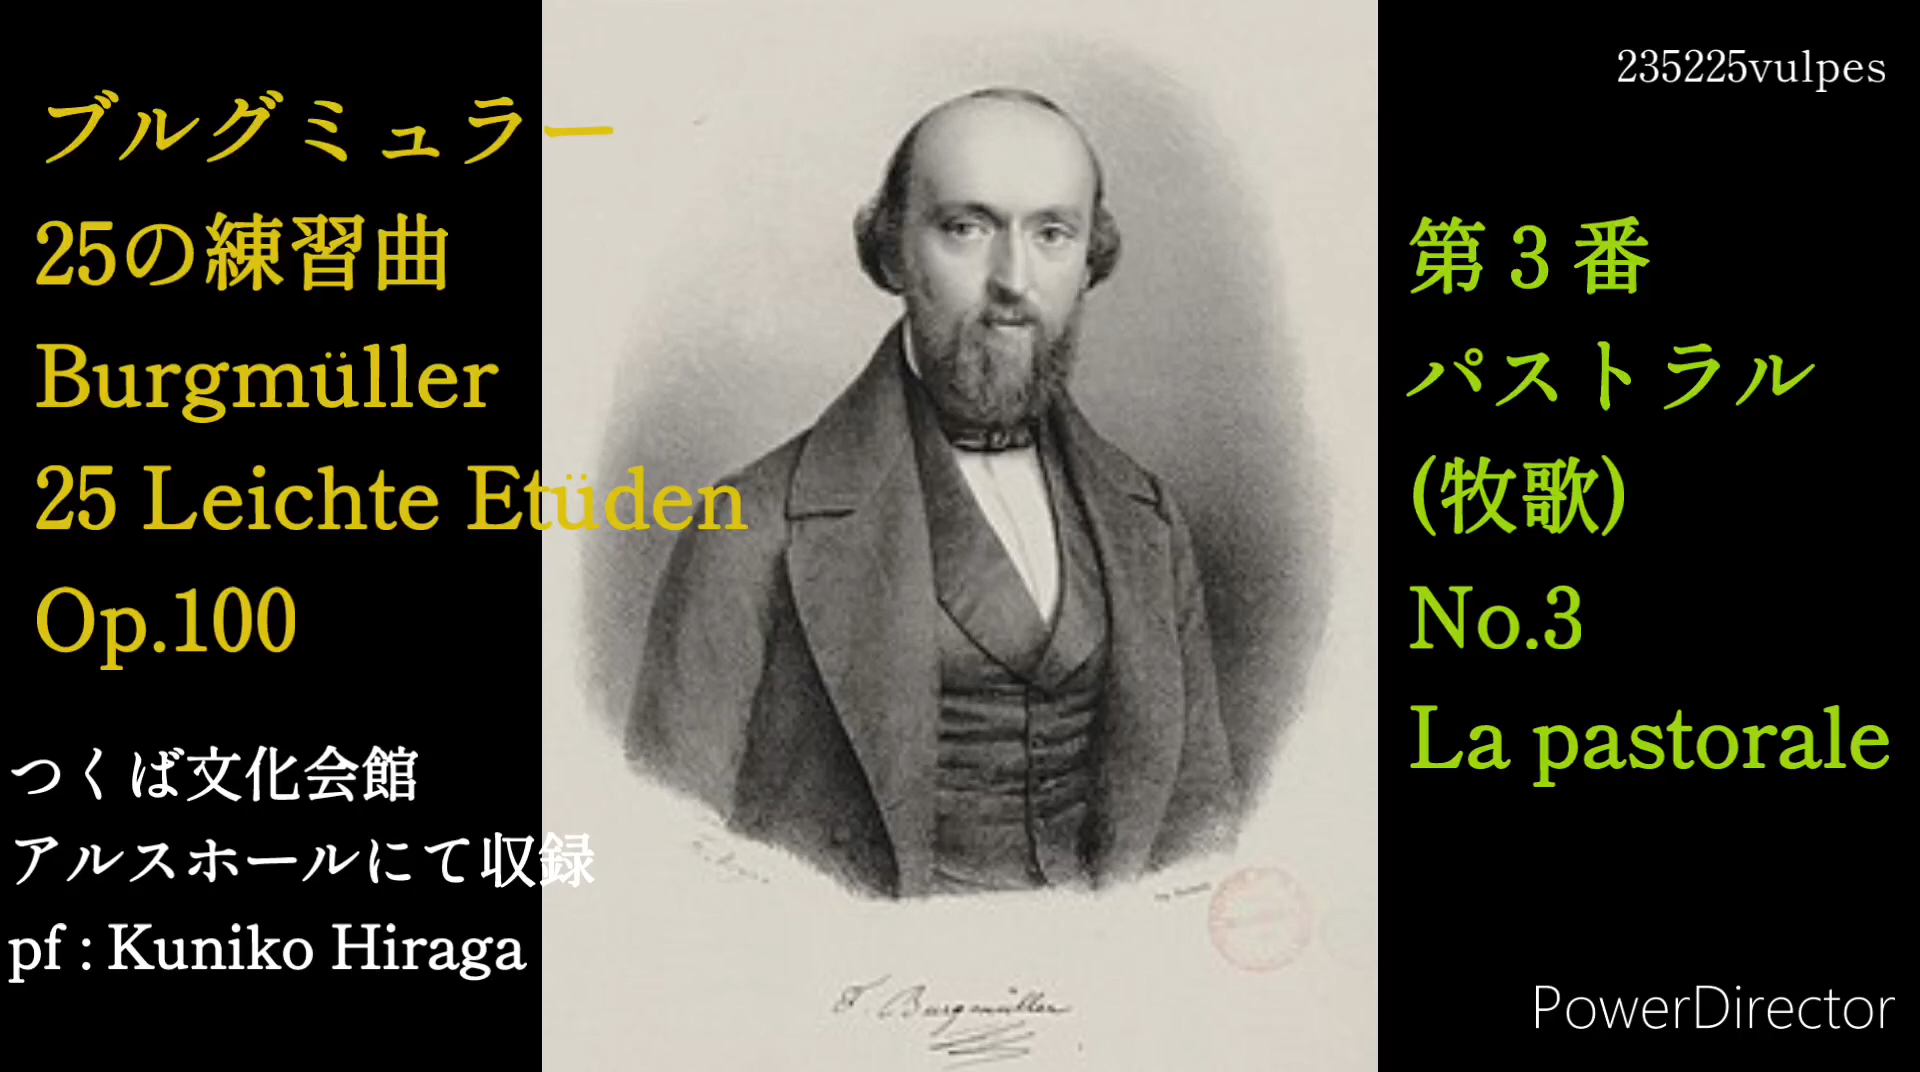 ブルグミュラー
25の練習曲
Burgmüller
25 Leichte Etüden
Op.100
つくば文化会館
アルスホールにて収録
pf : Kuniko Hiraga
235225vulpes
第３番
パストラル
(牧歌)
No.3
La pastorale
F. Burgmüller
PowerDirector